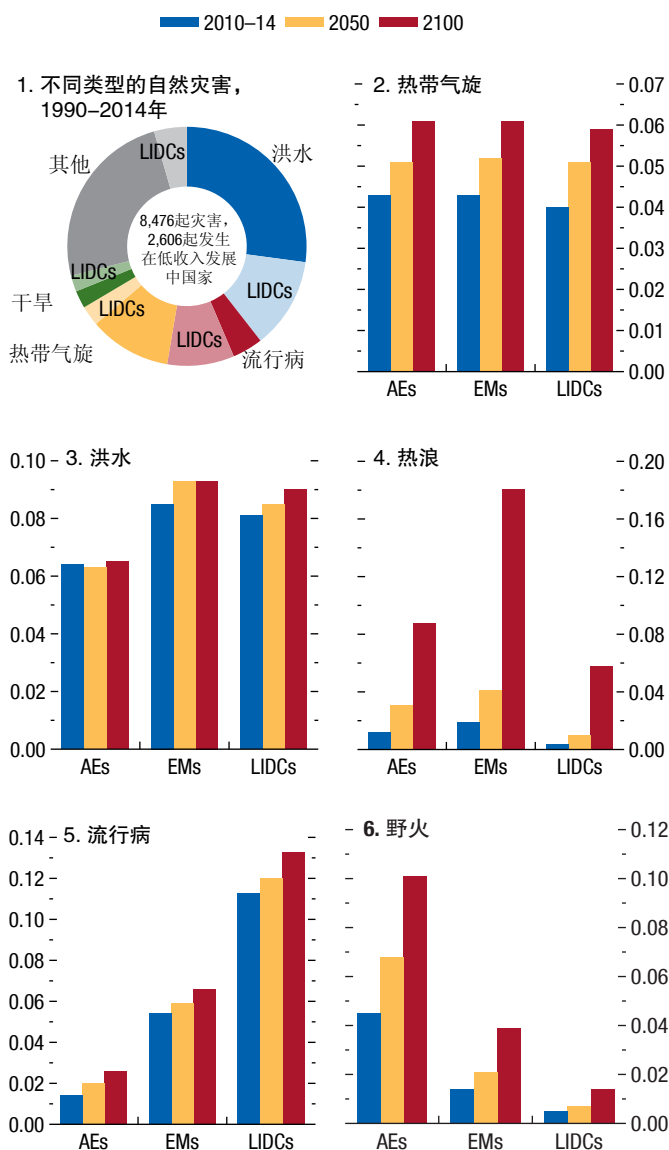 2010–14 2050 2100
1. 不同类型的自然灾害，
1990–2014年
其他
LIDCs
洪水
8,476起灾害，
2,606起发生
在低收入发展
中国家
LIDCs
LIDCs
干旱
LIDCs
LIDCs
热带气旋
流行病
2. 热带气旋
0.07
0.06
0.05
0.04
0.03
0.02
0.01
0.00
AEs EMs LIDCs
3. 洪水
0.10
0.08
0.06
0.04
0.02
0.00
AEs EMs LIDCs
4. 热浪
0.20
0.16
0.12
0.08
0.04
0.00
AEs EMs LIDCs
5. 流行病
0.14
0.12
0.10
0.08
0.06
0.04
0.02
0.00
AEs EMs LIDCs
6. 野火
0.12
0.10
0.08
0.06
0.04
0.02
0.00
AEs EMs LIDCs